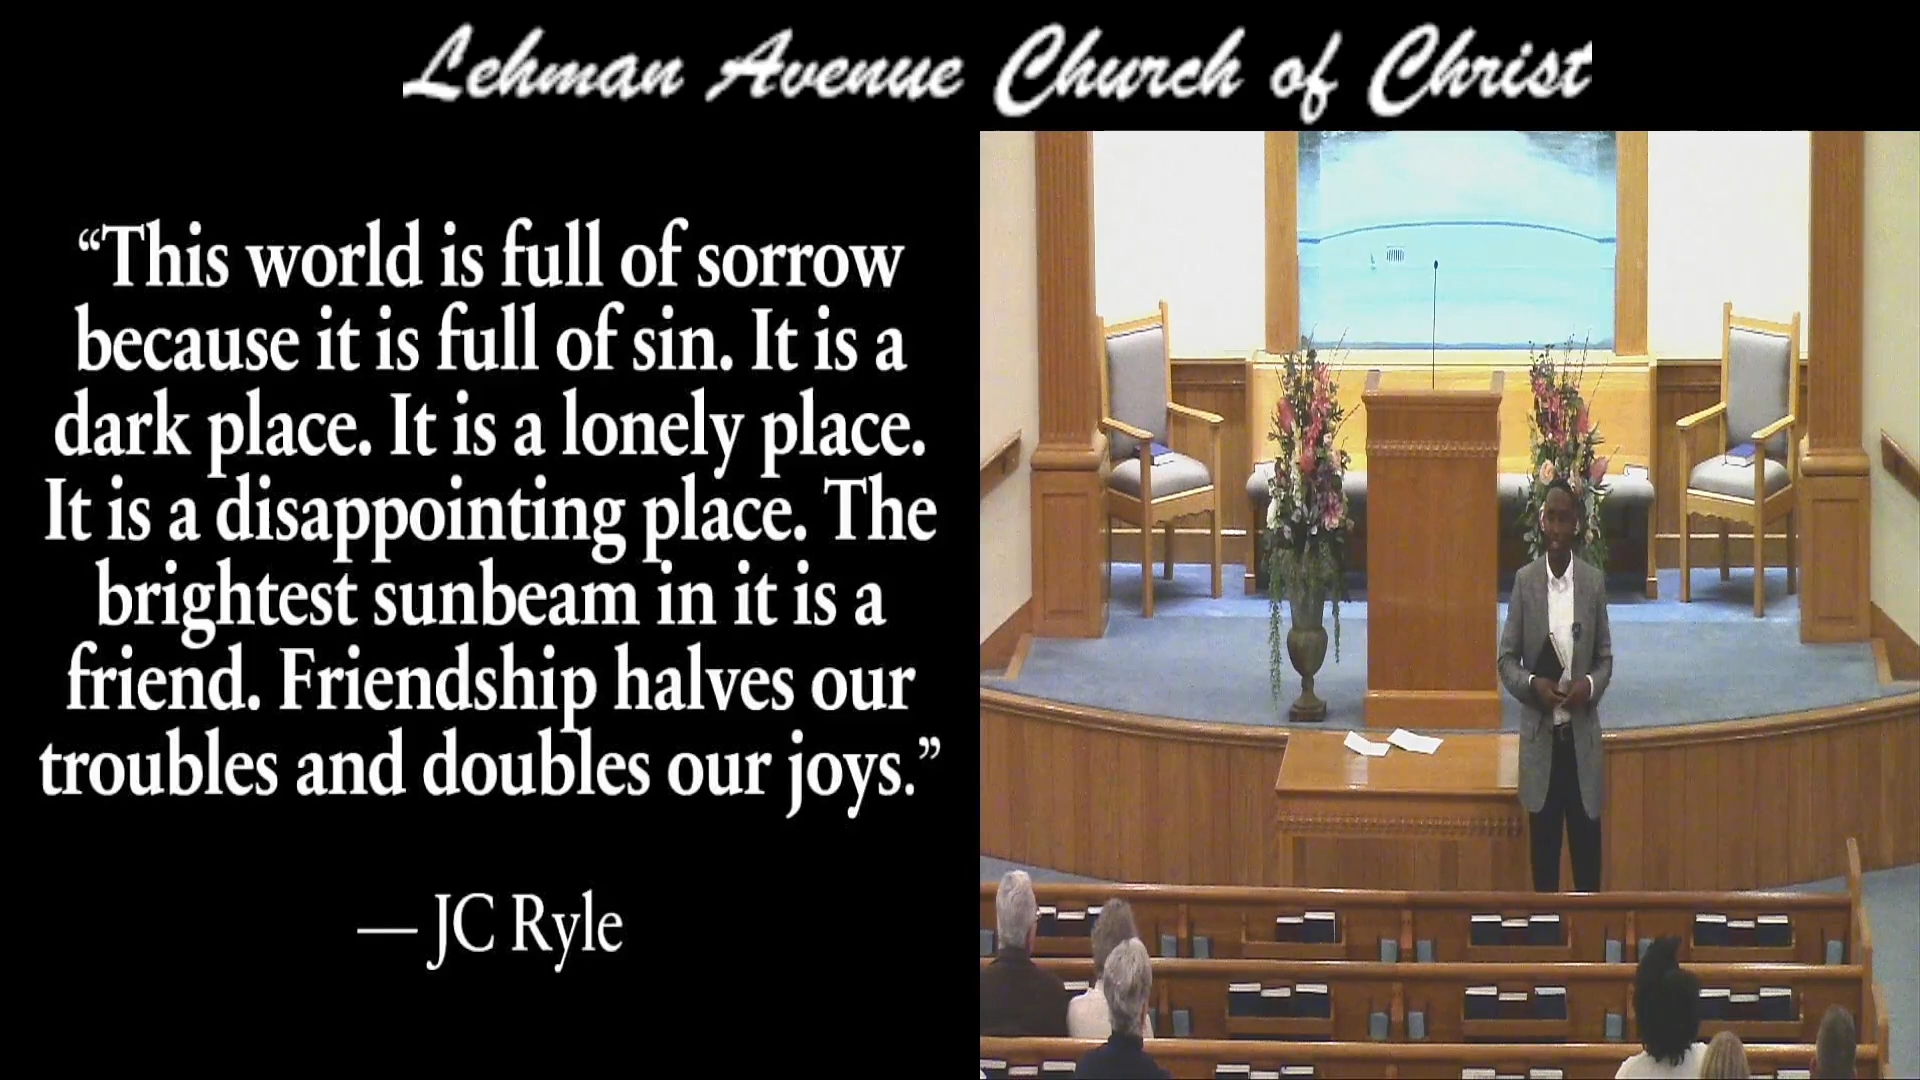 Lehman Avenue Church of Christ
“This world is full of sorrow
because it is full of sin. It is a
dark place. It is a lonely place.
It is a disappointing place. The
brightest sunbeam in it is a
friend. Friendship halves our
troubles and doubles our joys.”
— JC Ryle